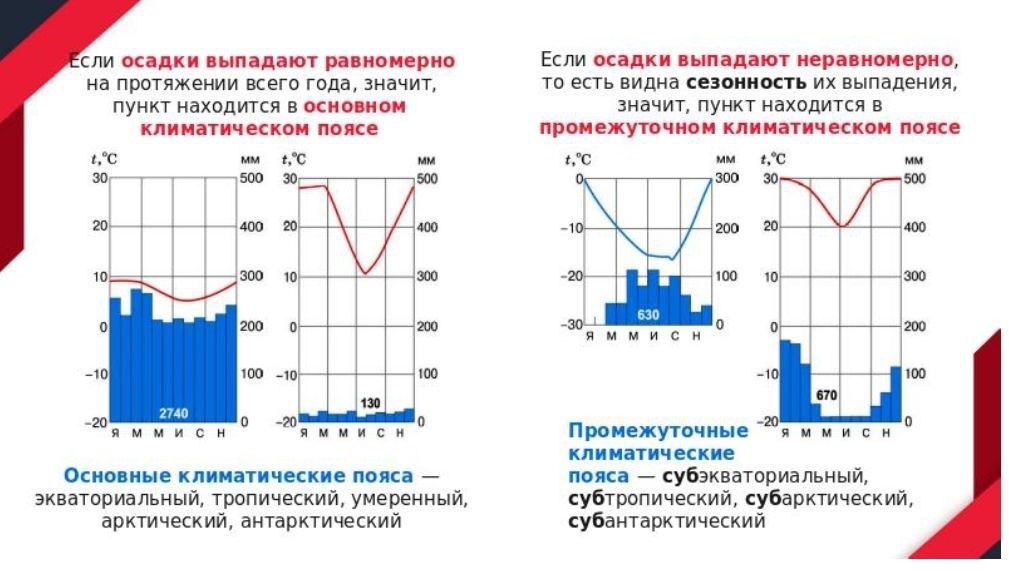 Если осадки выпадают равномерно
на протяжении всего года, значит,
пункт находится в основном
климатическом поясе
t,°C мм
30 500
20 400
10 300
0 200
−10 100
−20 0
2740
Я М М И С Н
t,°C мм
30 500
20 400
10 300
0 200
−10 100
−20 0
130
Я М М И С Н
Основные климатические пояса —
экваториальный, тропический, умеренный,
арктический, антарктический
Если осадки выпадают неравномерно,
то есть видна сезонность их выпадения,
значит, пункт находится в
промежуточном климатическом поясе
t,°C мм
0 300
−10 200
−20 100
−30 0
630
Я М М И С Н
t,°C мм
30 500
20 400
10 300
0 200
−10 100
−20 0
670
Я М М И С Н
Промежуточные
климатические
пояса — субэкваториальный,
субтропический, субарктический,
субантарктический